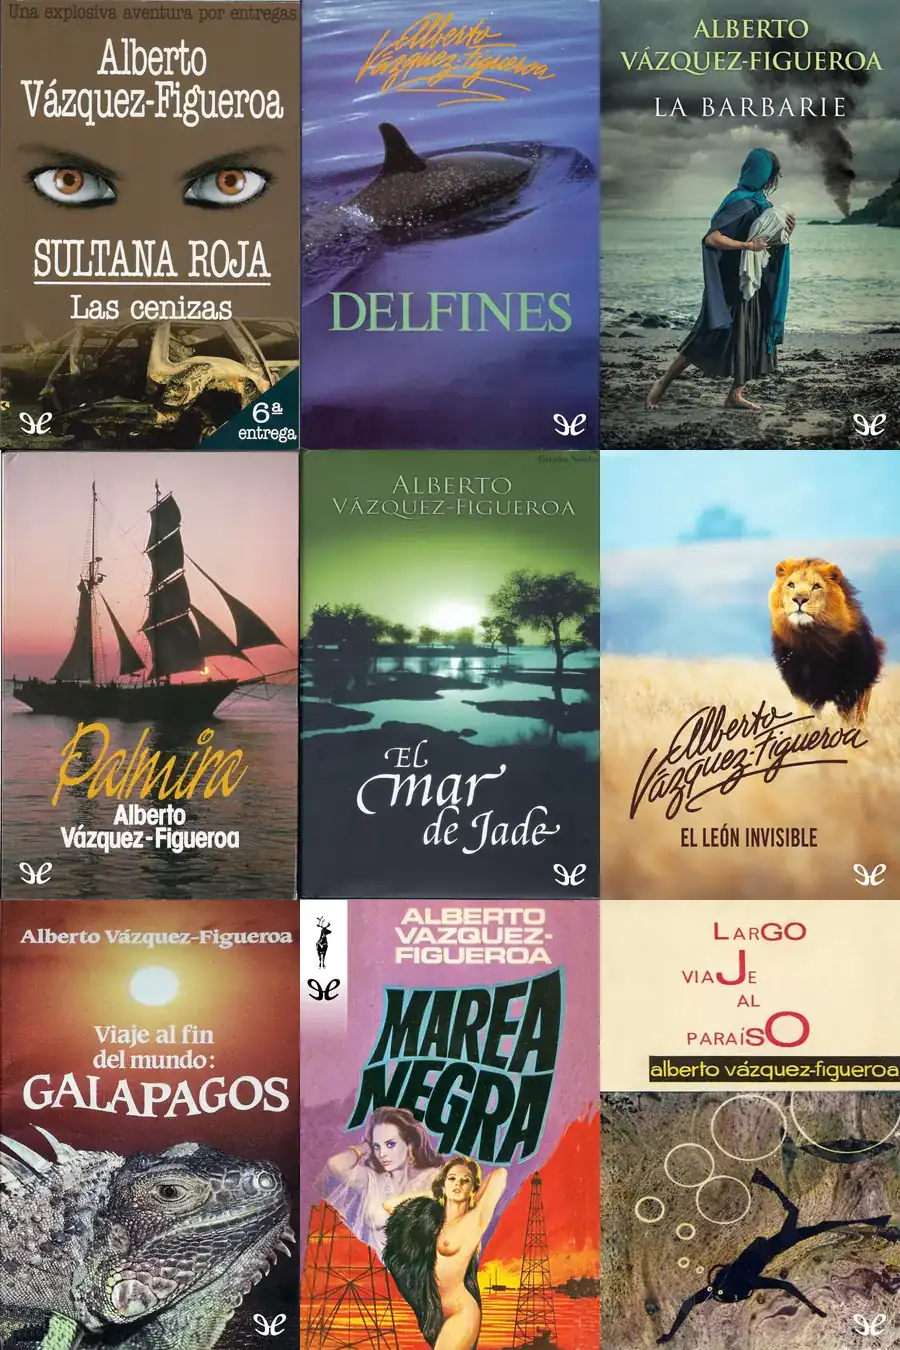 Una explosiva aventura por entregas
Alberto
Vázquez-Figueroa
SULTANA ROJA
Las cenizas
6ª
entrega
Alberto
Vázquez-Figueroa
DELFINES
ALBERTO
VÁZQUEZ-FIGUEROA
LA BARBARIE
Palmira
Alberto
Vázquez-Figueroa
ALBERTO
VÁZQUEZ-FIGUEROA
El
mar
de Jade
Alberto
Vázquez-Figueroa
EL LEÓN INVISIBLE
Alberto Vázquez-Figueroa
Viaje al fin
del mundo:
GALAPAGOS
ALBERTO
VAZQUEZ-
FIGUEROA
MAREA
NEGRA
LARGO
VIAJE
AL
PARAÍSO
alberto vázquez-figueroa